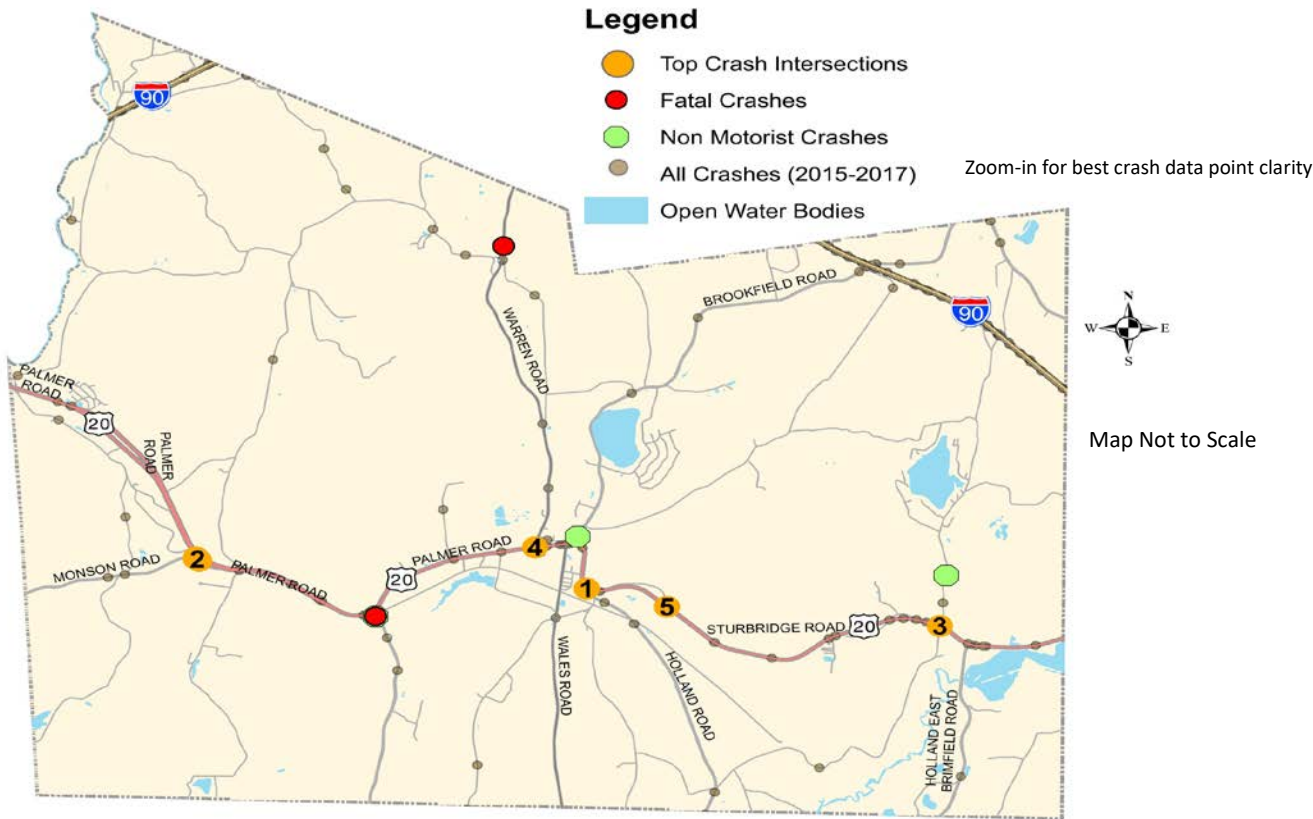 Legend
Top Crash Intersections
Fatal Crashes
Non Motorist Crashes
All Crashes (2015-2017)
Open Water Bodies
Zoom-in for best crash data point clarity
90
BROOKFIELD ROAD
90
N
W E
S
WARREN ROAD
PALMER
ROAD
20
PALMER
ROAD
Map Not to Scale
4
PALMER ROAD
2
MONSON ROAD
PALMER ROAD
20
1
5
STURBRIDGE ROAD
20
3
WALES ROAD
HOLLAND ROAD
HOLLAND EAST
BRIMFIELD ROAD